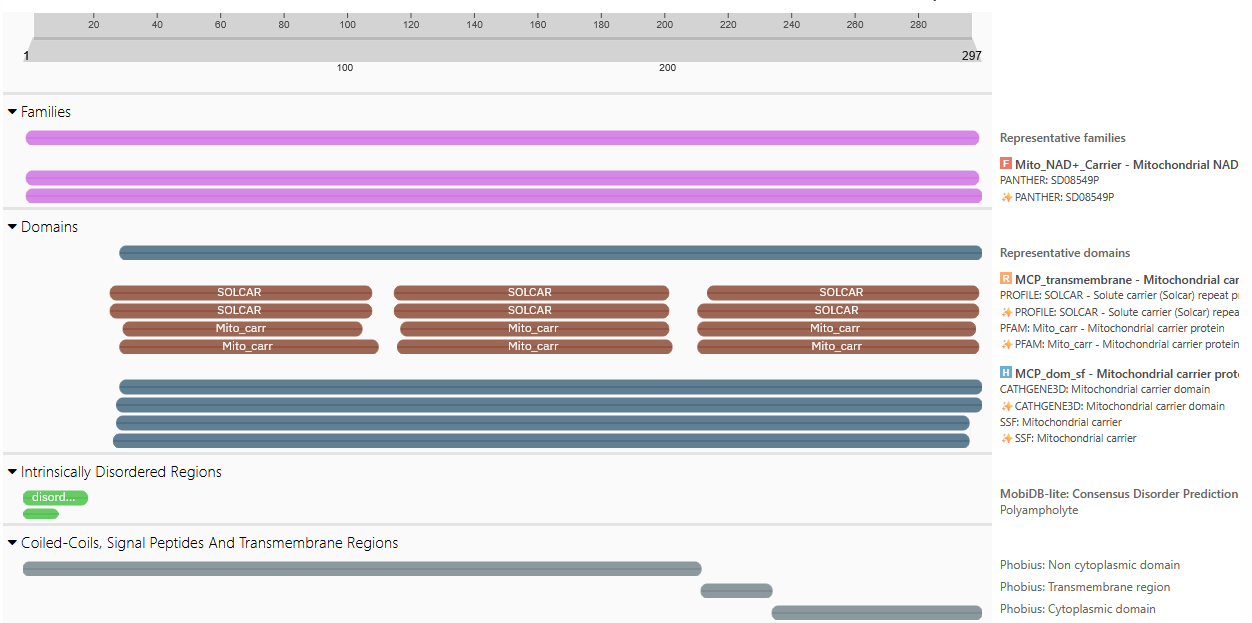 20 40 60 80 100 120 140 160 180 200 220 240 260 280
1 297
100 200
Families
Representative families
F Mito_NAD+_Carrier - Mitochondrial NAD
PANTHER: SD08549P
✨ PANTHER: SD08549P
Domains
Representative domains
R MCP_transmembrane - Mitochondrial car
SOLCAR SOLCAR SOLCAR PROFILE: SOLCAR - Solute carrier (Solcar) repeat p
SOLCAR SOLCAR SOLCAR ✨ PROFILE: SOLCAR - Solute carrier (Solcar) repea
Mito_carr Mito_carr Mito_carr PFAM: Mito_carr - Mitochondrial carrier protein
Mito_carr Mito_carr Mito_carr ✨ PFAM: Mito_carr - Mitochondrial carrier protein
H MCP_dom_sf - Mitochondrial carrier prot
CATHGENE3D: Mitochondrial carrier domain
✨ CATHGENE3D: Mitochondrial carrier domain
SSF: Mitochondrial carrier
✨ SSF: Mitochondrial carrier
Intrinsically Disordered Regions
disord... MobiDB-lite: Consensus Disorder Prediction
Polyampholyte
Coiled-Coils, Signal Peptides And Transmembrane Regions
Phobius: Non cytoplasmic domain
Phobius: Transmembrane region
Phobius: Cytoplasmic domain